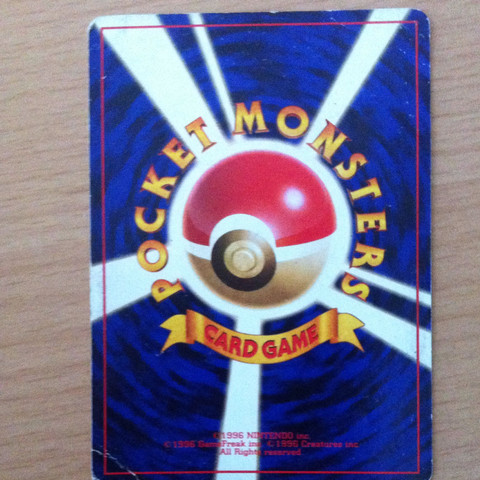 POCKET MONSTERS
CARD GAME
©1996 NINTENDO inc.
©1996 GameFreak inc. ©1996 Creatures inc.
All Rights reserved.